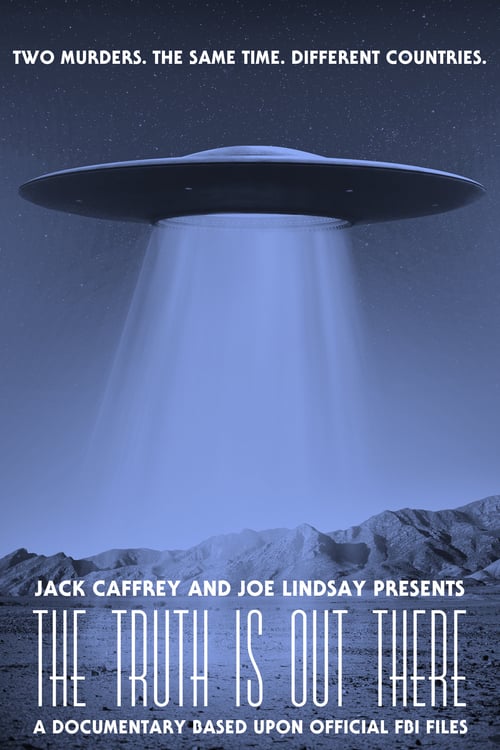 TWO MURDERS. THE SAME TIME. DIFFERENT COUNTRIES.
JACK CAFFREY AND JOE LINDSAY PRESENTS
THE TRUTH IS OUT THERE
A DOCUMENTARY BASED UPON OFFICIAL FBI FILES